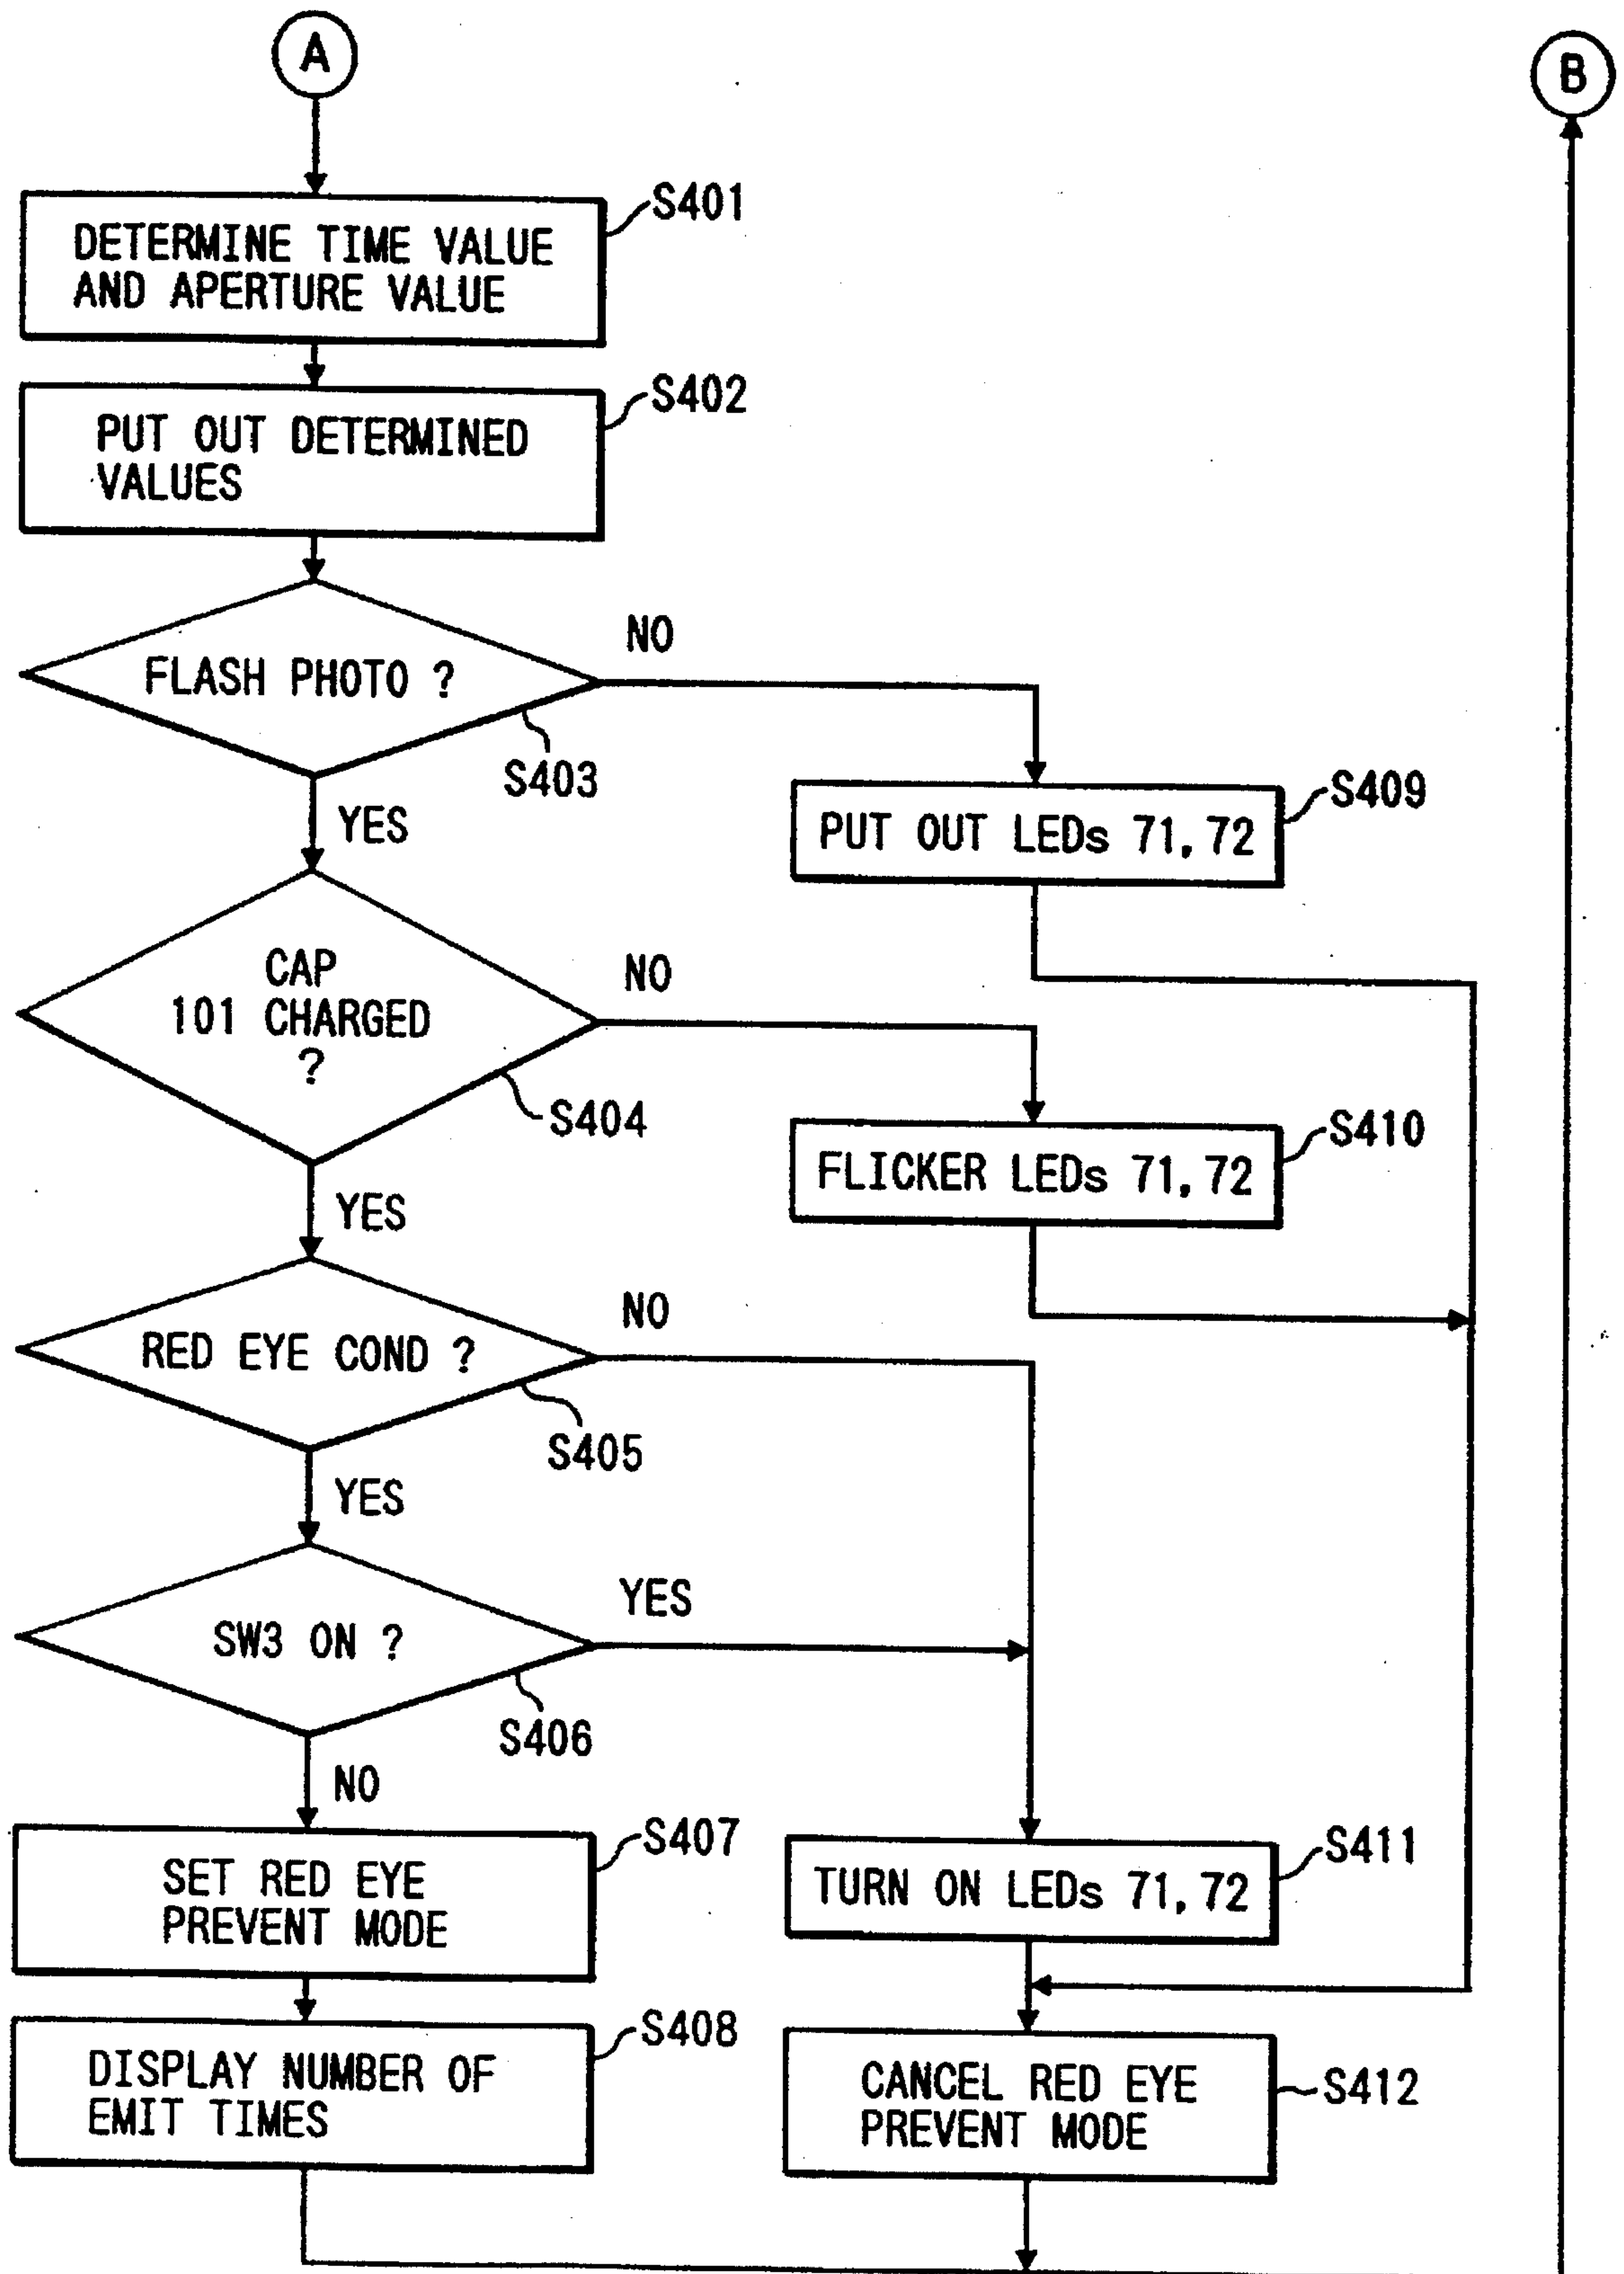 A
B
S401
DETERMINE TIME VALUE
AND APERTURE VALUE
S402
PUT OUT DETERMINED
VALUES
NO
FLASH PHOTO ?
S403
YES
S409
PUT OUT LEDs 71, 72
CAP
101 CHARGED
?
NO
S404
YES
S410
FLICKER LEDs 71, 72
NO
RED EYE COND ?
S405
YES
YES
SW3 ON ?
S406
NO
S407
SET RED EYE
PREVENT MODE
S411
TURN ON LEDs 71, 72
S408
DISPLAY NUMBER OF
EMIT TIMES
S412
CANCEL RED EYE
PREVENT MODE